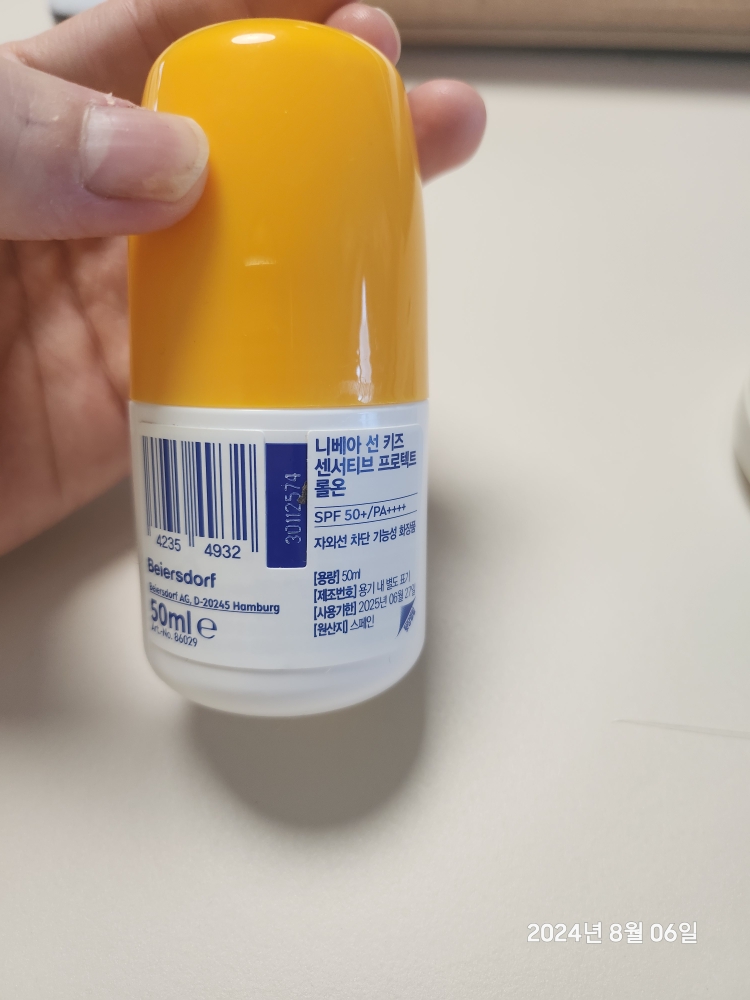 4235 4932
30112574
Beiersdorf
Beiersdorf AG, D-20245 Hamburg
50ml e
Art.-No. 86029
니베아 선 키즈
센서티브 프로텍트
롤온
SPF 50+/PA++++
자외선 차단 기능성 화장품
[용량] 50ml
[제조번호] 용기 내 별도 표기
[사용기한] 2025년 06월 27일
[원산지] 스페인
2024년 8월 06일